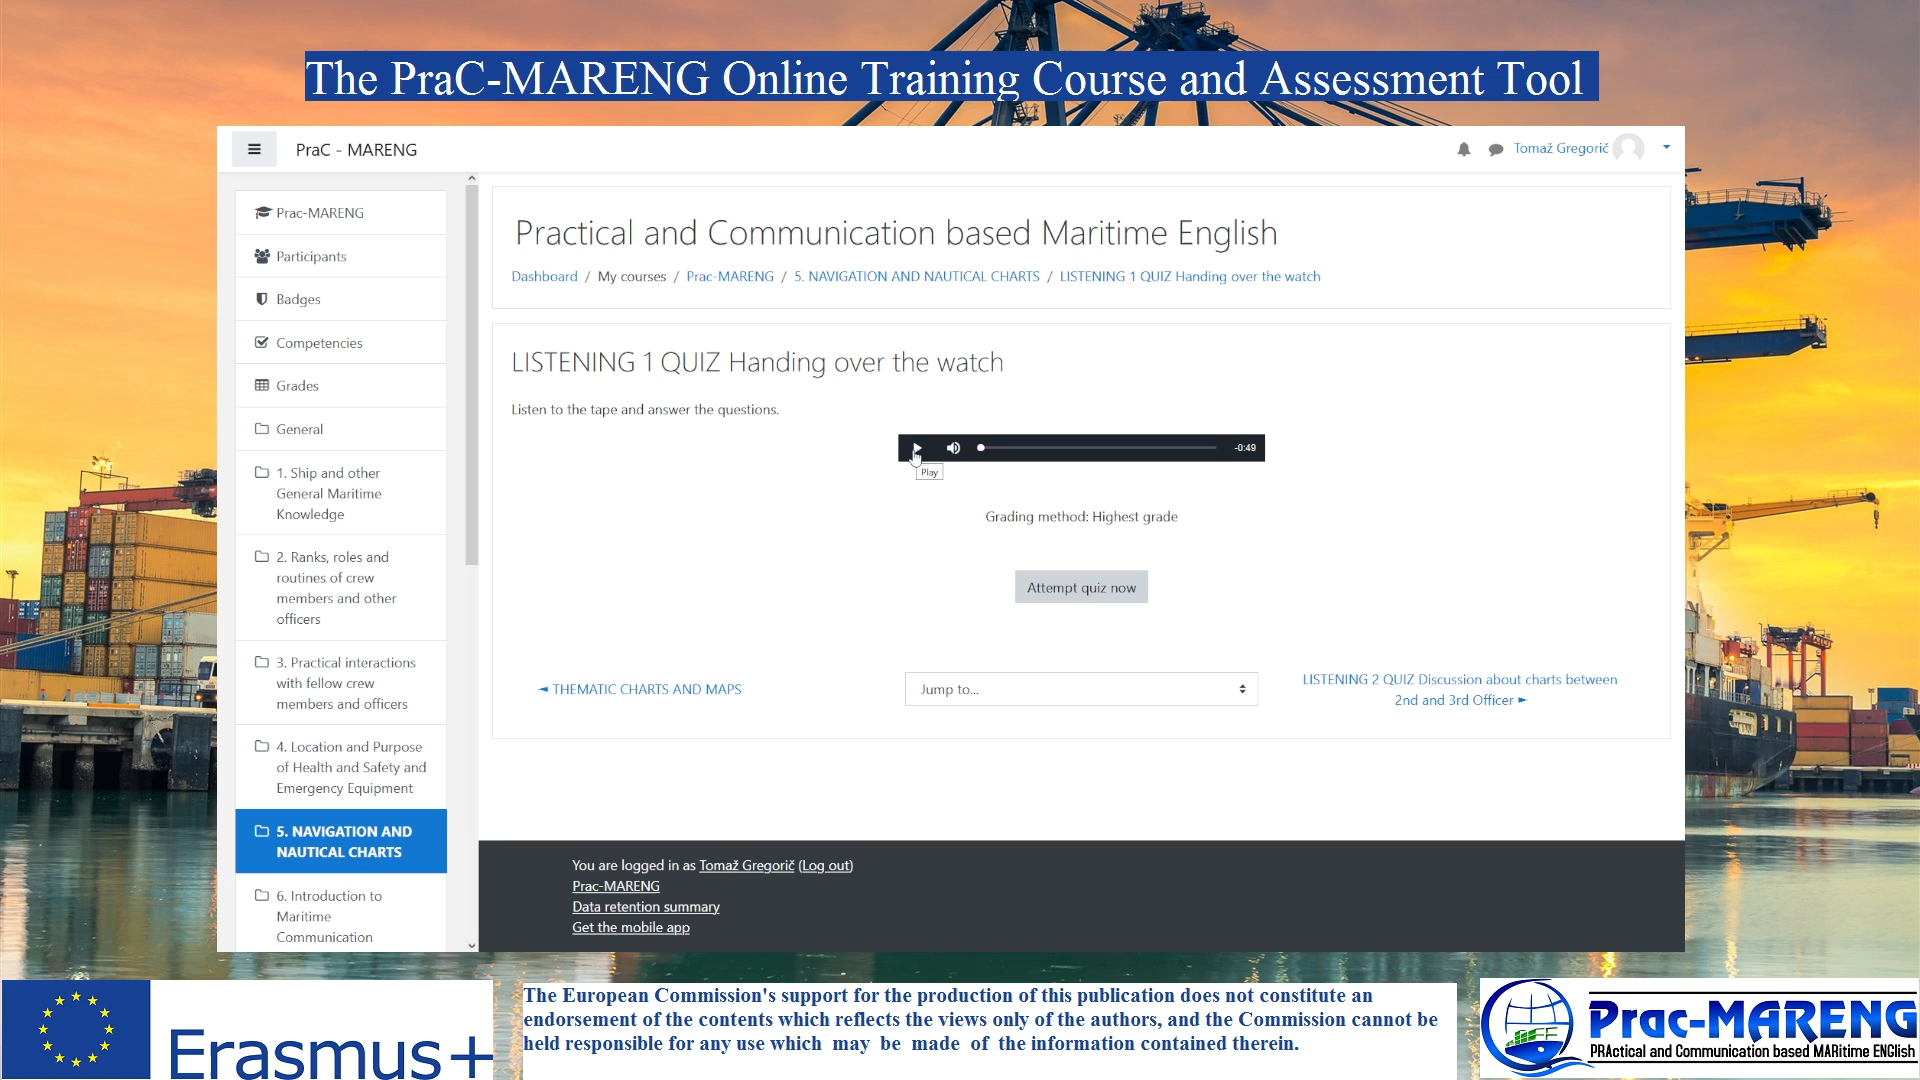 The PraC-MARENG Online Training Course and Assessment Tool
PraC - MARENG
Tomaž Gregorič
Prac-MARENG
Participants
Badges
Competencies
Grades
General
1. Ship and other
General Maritime
Knowledge
2. Ranks, roles and
routines of crew
members and other
officers
3. Practical interactions
with fellow crew
members and officers
4. Location and Purpose
of Health and Safety and
Emergency Equipment
5. NAVIGATION AND
NAUTICAL CHARTS
6. Introduction to
Maritime
Communication
Practical and Communication based Maritime English
Dashboard / My courses / Prac-MARENG / 5. NAVIGATION AND NAUTICAL CHARTS / LISTENING 1 QUIZ Handing over the watch
LISTENING 1 QUIZ Handing over the watch
Listen to the tape and answer the questions.
-0:49
Play
Grading method: Highest grade
Attempt quiz now
◄ THEMATIC CHARTS AND MAPS
Jump to...
LISTENING 2 QUIZ Discussion about charts between
2nd and 3rd Officer ►
You are logged in as Tomaž Gregorič (Log out)
Prac-MARENG
Data retention summary
Get the mobile app
Erasmus+
The European Commission's support for the production of this publication does not constitute an
endorsement of the contents which reflects the views only of the authors, and the Commission cannot be
held responsible for any use which may be made of the information contained therein.
Prac-MARENG
PRActical and Communication based MARitime ENGlish